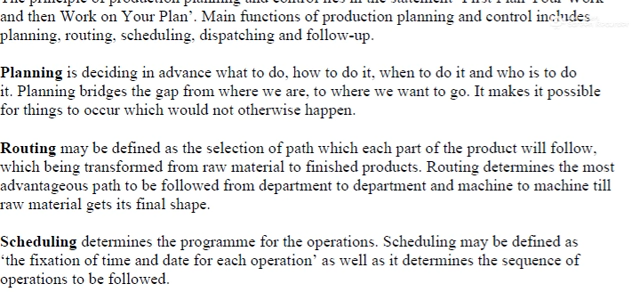 and then Work on Your Plan’. Main functions of production planning and control includes
planning, routing, scheduling, dispatching and follow-up.
Planning is deciding in advance what to do, how to do it, when to do it and who is to do
it. Planning bridges the gap from where we are, to where we want to go. It makes it possible
for things to occur which would not otherwise happen.
Routing may be defined as the selection of path which each part of the product will follow,
which being transformed from raw material to finished products. Routing determines the most
advantageous path to be followed from department to department and machine to machine till
raw material gets its final shape.
Scheduling determines the programme for the operations. Scheduling may be defined as
‘the fixation of time and date for each operation’ as well as it determines the sequence of
operations to be followed.